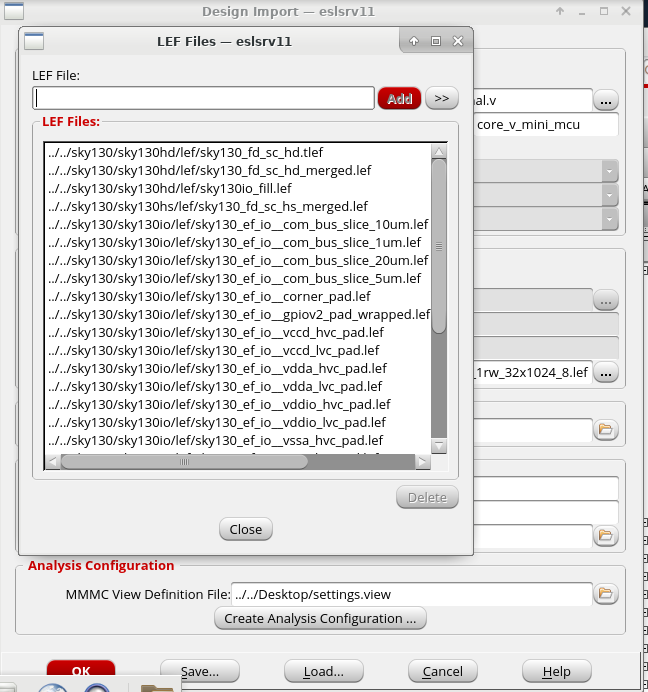 Design Import — eslsrv11
LEF Files — eslsrv11
LEF File:
Add
>>
al.v
...
core_v_mini_mcu
LEF Files:
../../sky130/sky130hd/lef/sky130_fd_sc_hd.tlef
../../sky130/sky130hd/lef/sky130_fd_sc_hd_merged.lef
../../sky130/sky130hd/lef/sky130io_fill.lef
../../sky130/sky130hs/lef/sky130_fd_sc_hs_merged.lef
../../sky130/sky130io/lef/sky130_ef_io__com_bus_slice_10um.lef
../../sky130/sky130io/lef/sky130_ef_io__com_bus_slice_1um.lef
../../sky130/sky130io/lef/sky130_ef_io__com_bus_slice_20um.lef
../../sky130/sky130io/lef/sky130_ef_io__com_bus_slice_5um.lef
../../sky130/sky130io/lef/sky130_ef_io__corner_pad.lef
...
../../sky130/sky130io/lef/sky130_ef_io__gpiov2_pad_wrapped.lef
../../sky130/sky130io/lef/sky130_ef_io__vccd_hvc_pad.lef
../../sky130/sky130io/lef/sky130_ef_io__vccd_lvc_pad.lef
../../sky130/sky130io/lef/sky130_ef_io__vdda_hvc_pad.lef
_1rw_32x1024_8.lef
...
../../sky130/sky130io/lef/sky130_ef_io__vdda_lvc_pad.lef
../../sky130/sky130io/lef/sky130_ef_io__vddio_hvc_pad.lef
../../sky130/sky130io/lef/sky130_ef_io__vddio_lvc_pad.lef
../../sky130/sky130io/lef/sky130_ef_io__vssa_hvc_pad.lef
Delete
Close
Analysis Configuration
MMMC View Definition File: ../../Desktop/settings.view
Create Analysis Configuration ...
OK
Save...
Load...
Cancel
Help